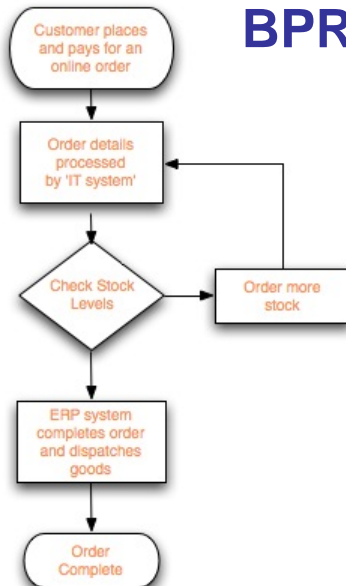 BPR
Customer places
and pays for an
online order
Order details
processed
by 'IT system'
Check Stock
Levels
Order more
stock
ERP system
completes order
and dispatches
goods
Order
Complete